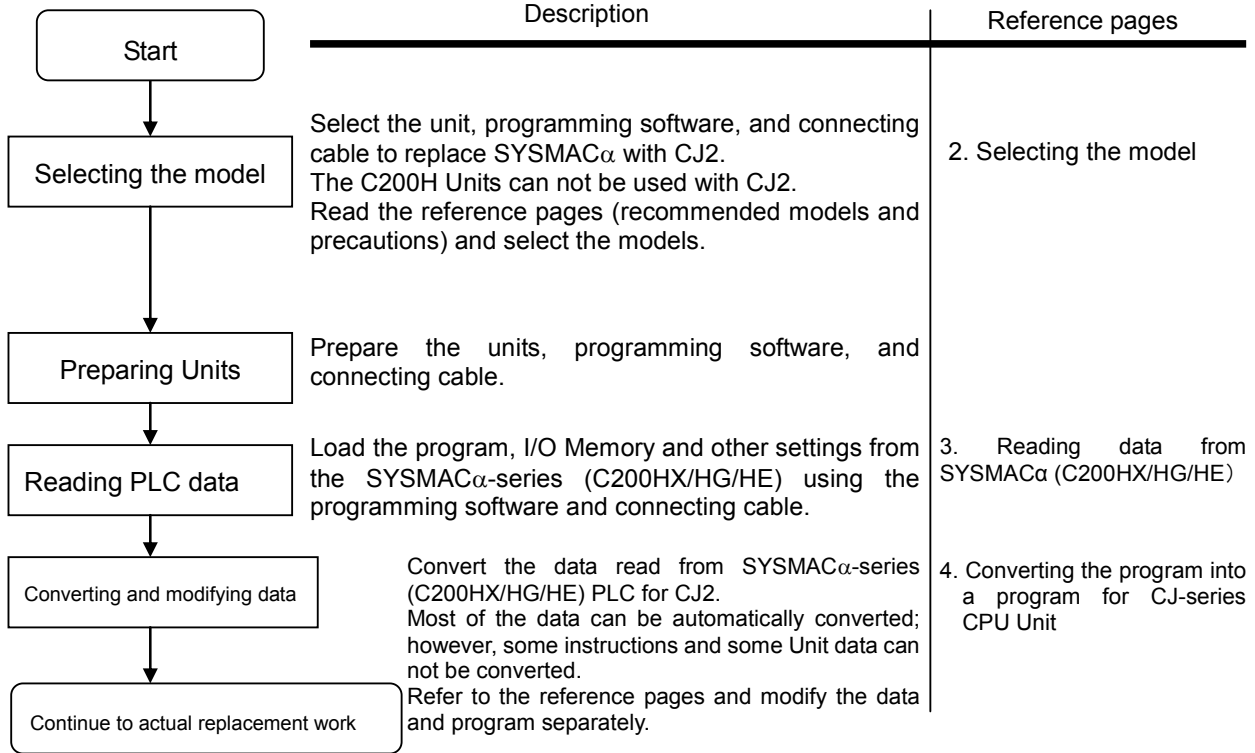 Description
Reference pages
Start
Selecting the model
Select the unit, programming software, and connecting
cable to replace SYSMACα with CJ2.
The C200H Units can not be used with CJ2.
Read the reference pages (recommended models and
precautions) and select the models.
2. Selecting the model
Preparing Units
Prepare the units, programming software, and
connecting cable.
Reading PLC data
Load the program, I/O Memory and other settings from
the SYSMACα-series (C200HX/HG/HE) using the
programming software and connecting cable.
3. Reading data from
SYSMACα (C200HX/HG/HE）
Converting and modifying data
Convert the data read from SYSMACα-series
(C200HX/HG/HE) PLC for CJ2.
Most of the data can be automatically converted;
however, some instructions and some Unit data can
not be converted.
Refer to the reference pages and modify the data
and program separately.
4. Converting the program into
a program for CJ-series
CPU Unit
Continue to actual replacement work